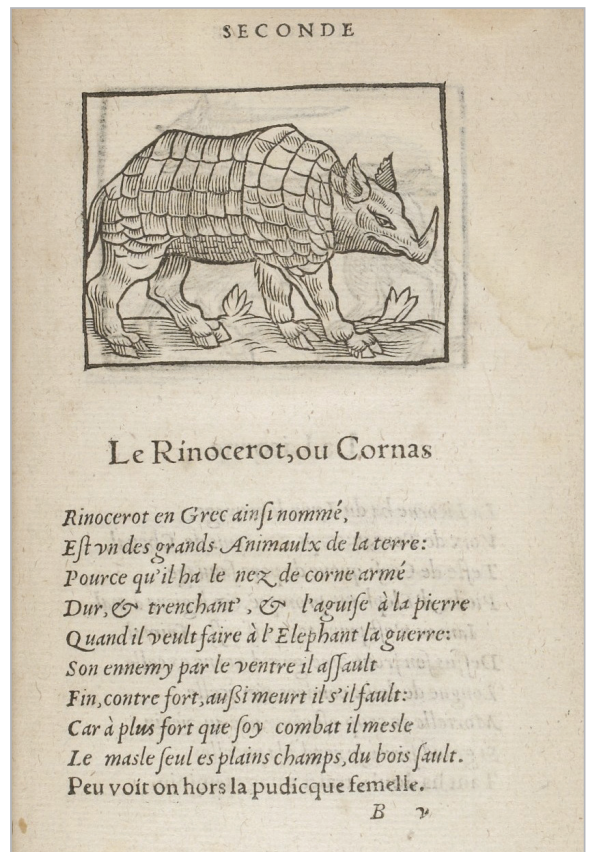 SECONDE
Le Rinocerot, ou Cornas
Rinocerot en Grec ainſi nommé,
Eſt vn des grands Animaulx de la terre:
Pource qu'il ha le nez de corne armé
Dur, & trenchant, & l'aguiſe à la pierre
Quand il veult faire à l'Elephant la guerre:
Son ennemy par le ventre il aſſault
Fin, contre fort, auſsi meurt il s'il fault:
Car à plus fort que ſoy combat il meſle
Le maſle ſeul es plains champs, du bois ſault.
Peu voit on hors la pudicque femelle.
B v